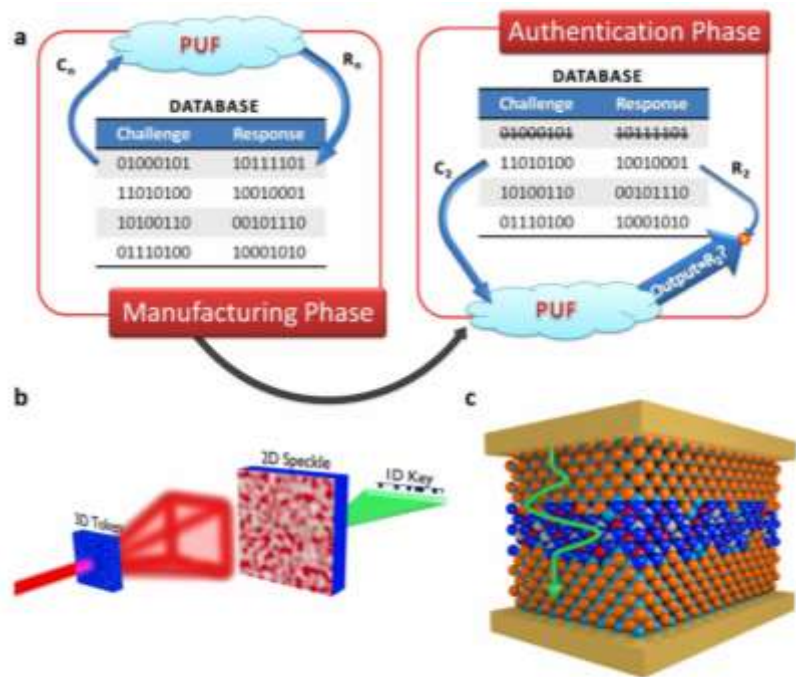 a
PUF
Cn
Rn
DATABASE
Challenge Response
01000101 10111101
11010100 10010001
10100110 00101110
01110100 10001010
Manufacturing Phase
Authentication Phase
DATABASE
Challenge Response
01000101 10111101
11010100 10010001
10100110 00101110
01110100 10001010
C2
R2
Output=R2?
PUF
b
3D Token
2D Speckle
1D Key
c